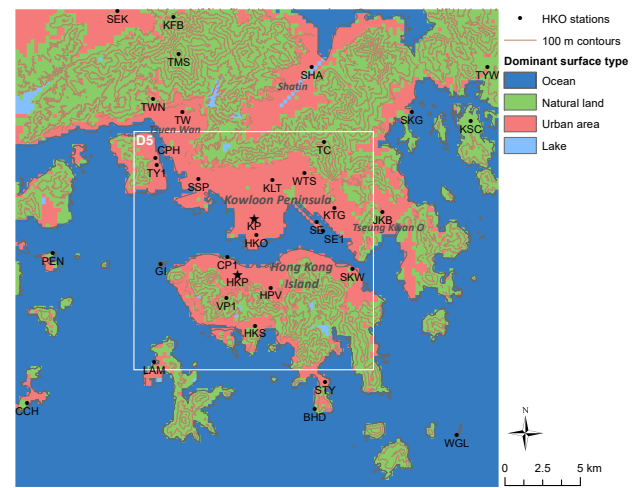 SEK
KFB
TMS
SHA
Shatin
TYW
TWN
TW
Tsuen Wan
SKG
KSC
D5
CPH
TY1
TC
SSP
KLT
WTS
Kowloon Peninsula
KP
HKO
KTG
SE
SE1
JKB
Tseung Kwan O
PEN
GI
CP1
HKP
Hong Kong
Island
HPV
VP1
SKW
HKS
LAM
STY
CCH
BHD
WGL
HKO stations
100 m contours
Dominant surface type
Ocean
Natural land
Urban area
Lake
N
0 2.5 5 km